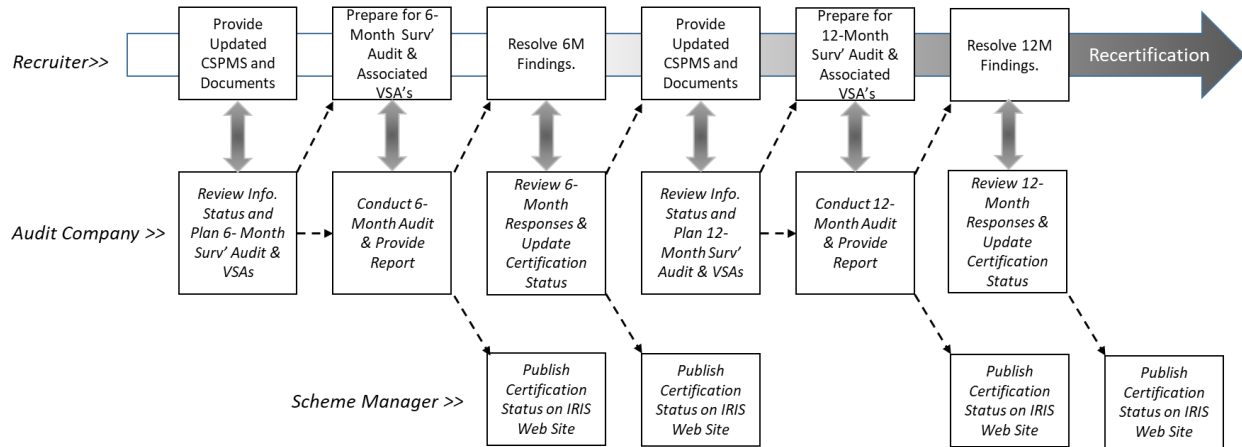 Recruiter>>
Provide
Updated
CSPMS and
Documents
Prepare for 6-
Month Surv' Audit &
Associated
VSA's
Resolve 6M
Findings.
Provide
Updated
CSPMS and
Documents
Prepare for
12-Month
Surv' Audit &
Associated
VSA's
Resolve 12M
Findings.
Recertification
Audit Company >>
Review Info.
Status and
Plan 6- Month
Surv' Audit &
VSAs
Conduct 6-
Month Audit
& Provide
Report
Review 6-
Month
Responses &
Update
Certification
Status
Review Info.
Status and
Plan 12-
Month Surv'
Audit & VSAs
Conduct 12-
Month Audit
& Provide
Report
Review 12-
Month
Responses &
Update
Certification
Status
Scheme Manager >>
Publish
Certification
Status on IRIS
Web Site
Publish
Certification
Status on IRIS
Web Site
Publish
Certification
Status on IRIS
Web Site
Publish
Certification
Status on IRIS
Web Site